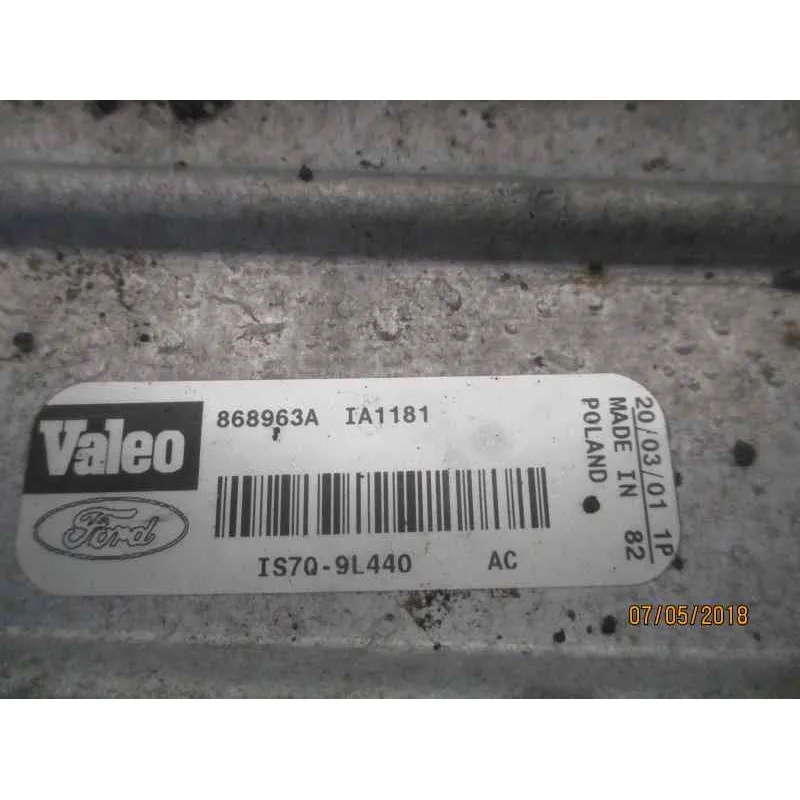 Valeo
868963A IA1181
Ford
IS7Q-9L440 AC
20/03/01 1P
MADE IN 82
POLAND
07/05/2018